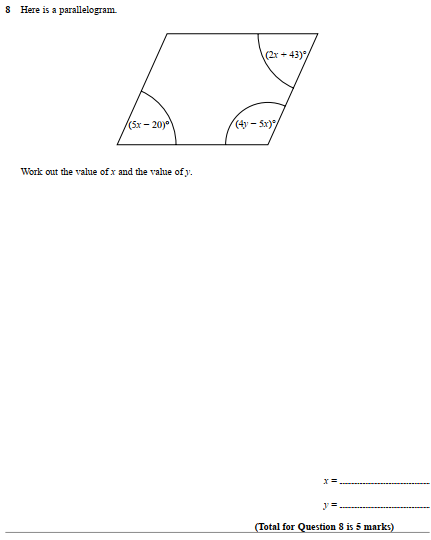 8 Here is a parallelogram.
(2x + 43)°
(5x – 20)° (4y – 5x)°
Work out the value of x and the value of y.
x =
y =
(Total for Question 8 is 5 marks)